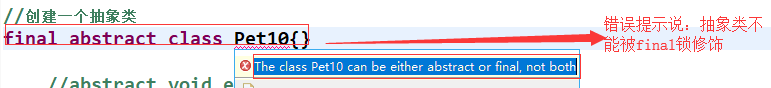 //创建一个抽象类
final abstract class Pet10{}
错误提示说：抽象类不
能被final锁修饰
The class Pet10 can be either abstract or final, not both
//abstract void e